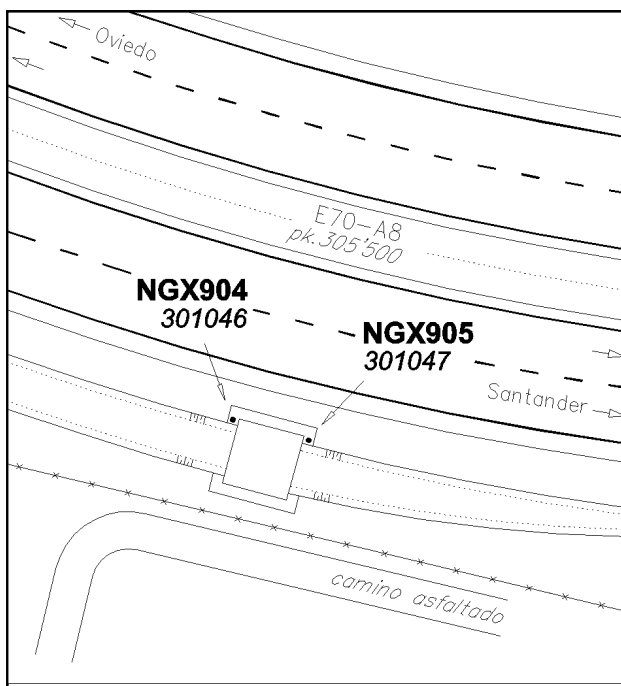 Oviedo
E70-A8
pk.305'500
NGX904
301046
NGX905
301047
Santander
camino asfaltado